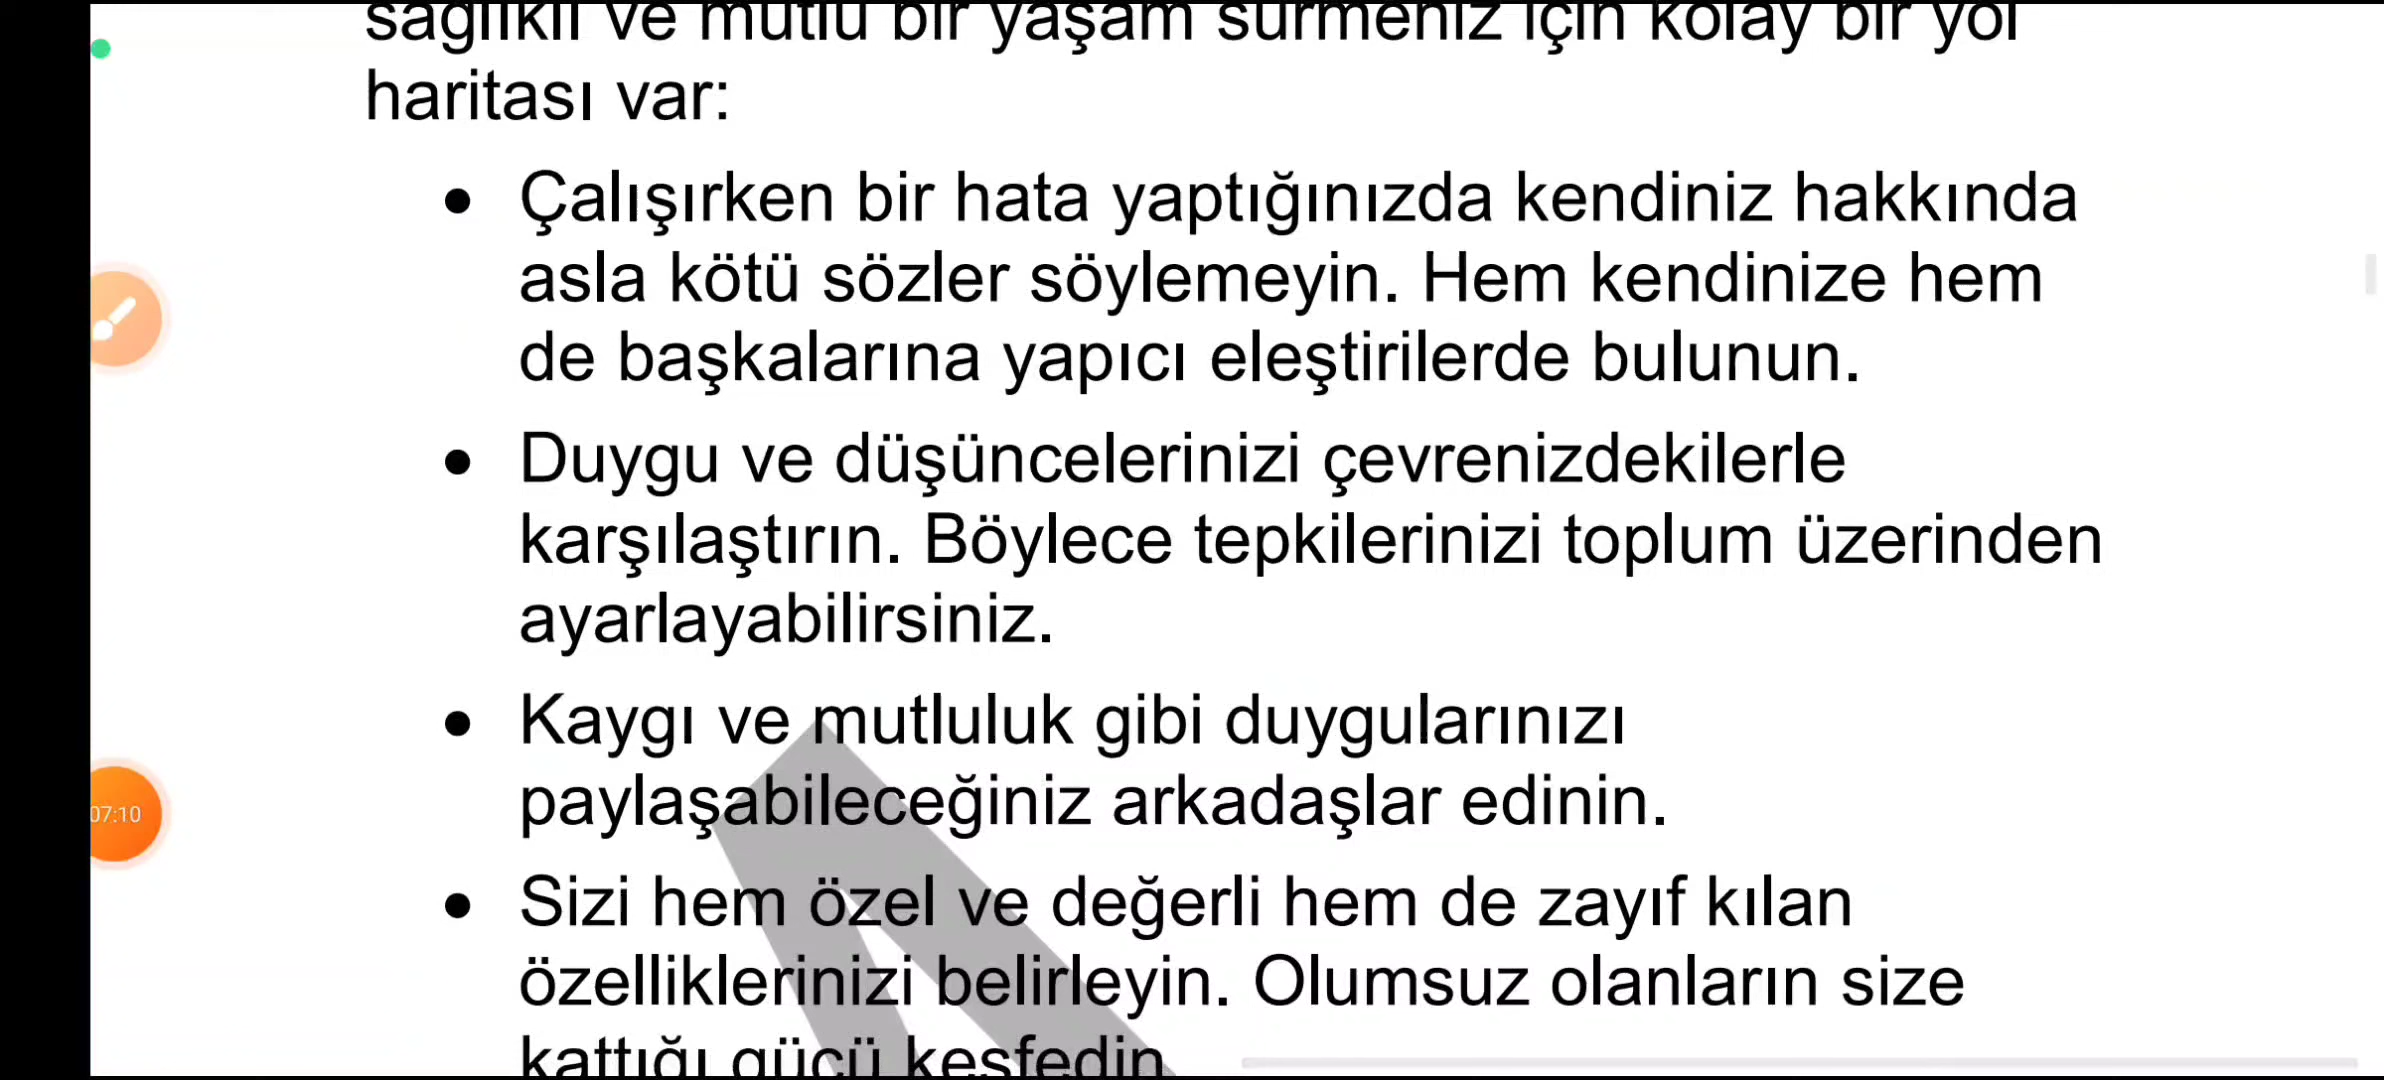 sağlıklı ve mutlu bir yaşam sürmeniz için kolay bir yol
haritası var:
• Çalışırken bir hata yaptığınızda kendiniz hakkında
asla kötü sözler söylemeyin. Hem kendinize hem
de başkalarına yapıcı eleştirilerde bulunun.
• Duygu ve düşüncelerinizi çevrenizdekilerle
karşılaştırın. Böylece tepkilerinizi toplum üzerinden
ayarlayabilirsiniz.
• Kaygı ve mutluluk gibi duygularınızı
paylaşabileceğiniz arkadaşlar edinin.
07:10
• Sizi hem özel ve değerli hem de zayıf kılan
özelliklerinizi belirleyin. Olumsuz olanların size
kattığı gücü keşfedin